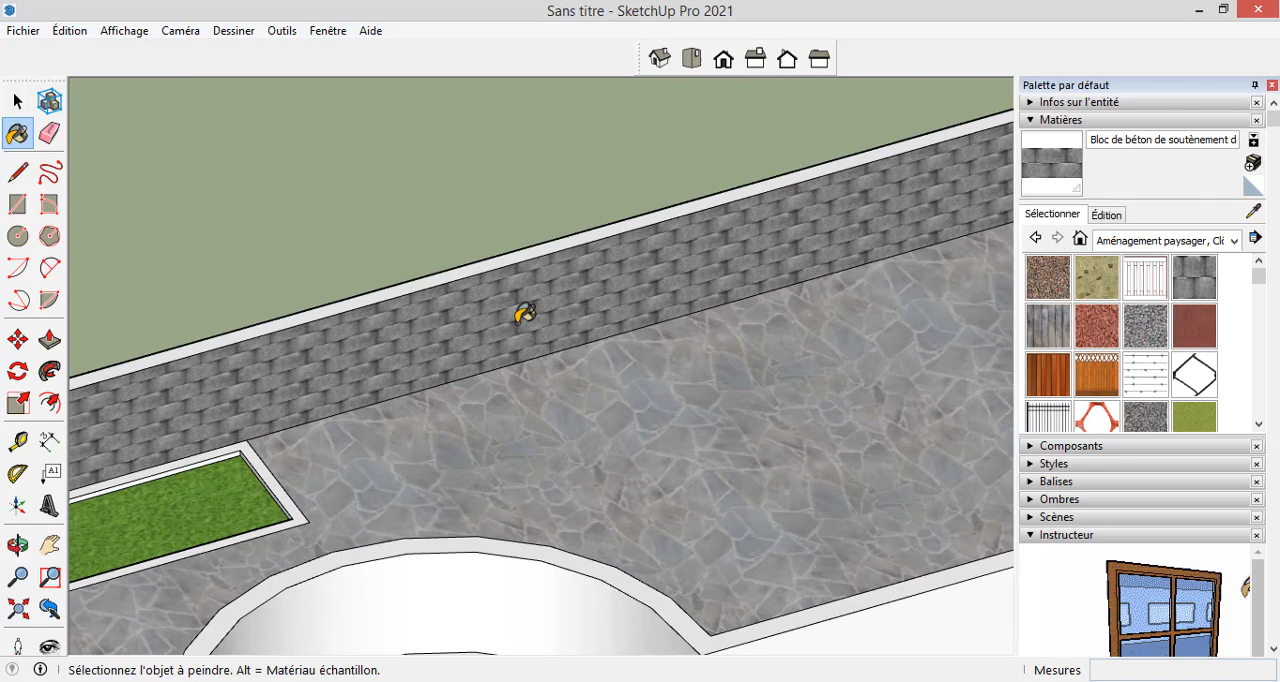 Sans titre - SketchUp Pro 2021
Fichier Édition Affichage Caméra Dessiner Outils Fenêtre Aide
Palette par défaut
Infos sur l'entité
Matières
Bloc de béton de soutènement d
Sélectionner Édition
Aménagement paysager, Clô
A1
Composants
Styles
Balises
Ombres
Scènes
Instructeur
Sélectionnez l'objet à peindre. Alt = Matériau échantillon.
Mesures